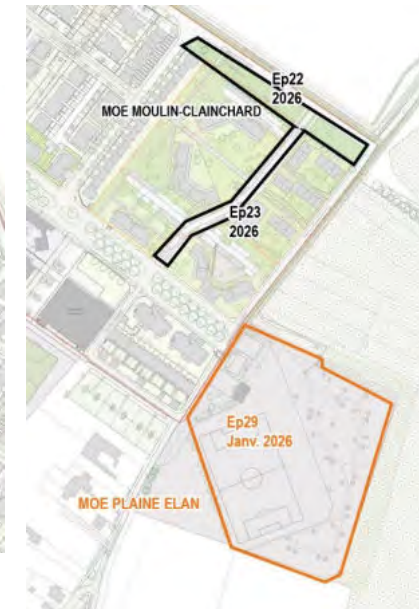 Ep22
2026
MOE MOULIN-CLAINCHARD
Ep23
2026
Ep29
Janv. 2026
MOE PLAINE ELAN